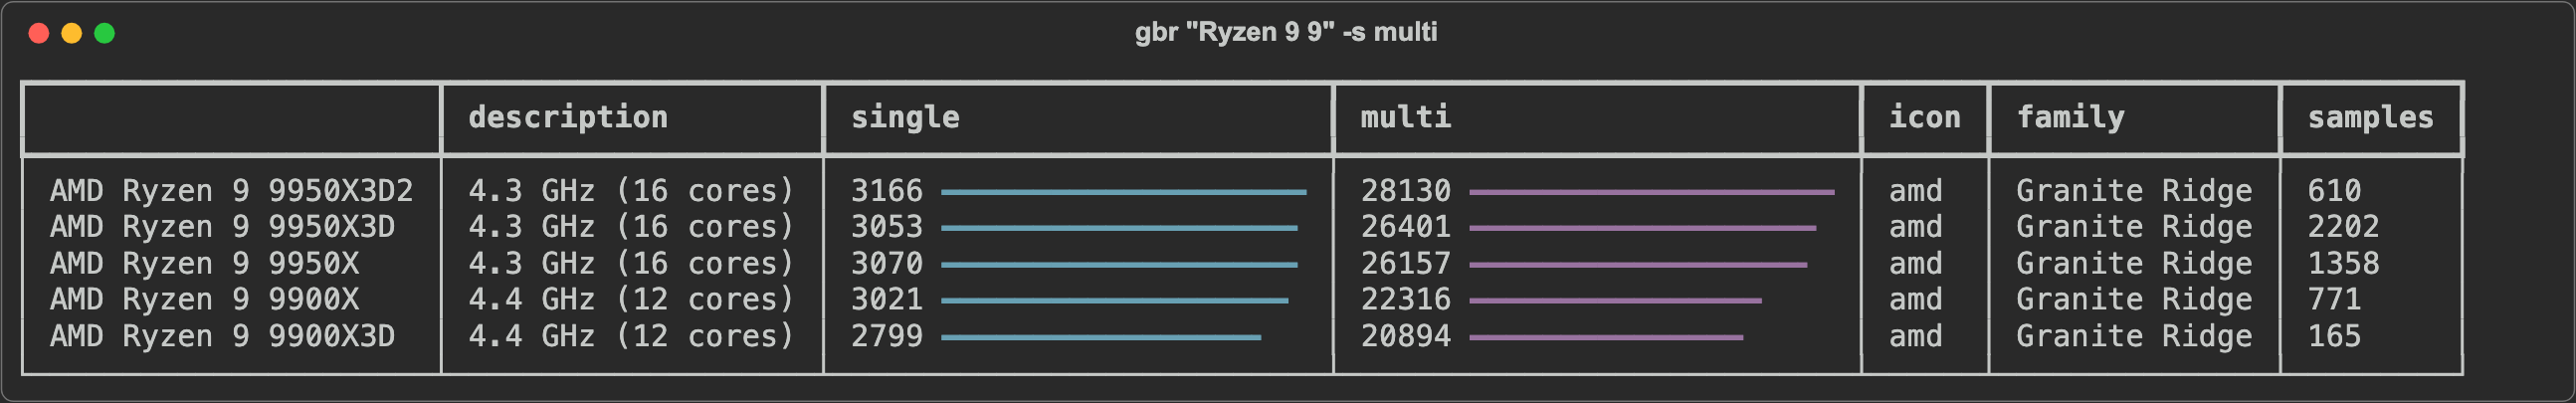 gbr "Ryzen 9 9" -s multi
description single multi icon family samples
AMD Ryzen 9 9950X3D2 4.3 GHz (16 cores) 3166 28130 amd Granite Ridge 610
AMD Ryzen 9 9950X3D 4.3 GHz (16 cores) 3053 26401 amd Granite Ridge 2202
AMD Ryzen 9 9950X 4.3 GHz (16 cores) 3070 26157 amd Granite Ridge 1358
AMD Ryzen 9 9900X 4.4 GHz (12 cores) 3021 22316 amd Granite Ridge 771
AMD Ryzen 9 9900X3D 4.4 GHz (12 cores) 2799 20894 amd Granite Ridge 165